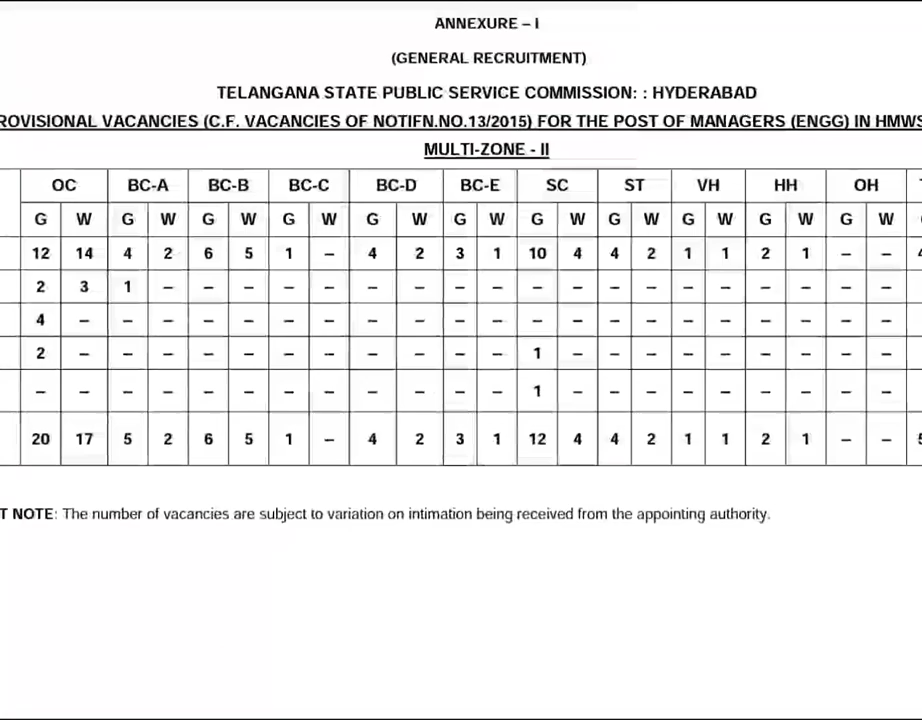 ANNEXURE – I
(GENERAL RECRUITMENT)
TELANGANA STATE PUBLIC SERVICE COMMISSION: : HYDERABAD
ROVISIONAL VACANCIES (C.F. VACANCIES OF NOTIFN.NO.13/2015) FOR THE POST OF MANAGERS (ENGG) IN HMWS
MULTI-ZONE - II
OC BC-A BC-B BC-C BC-D BC-E SC ST VH HH OH
G W G W G W G W G W G W G W G W G W G W G W
12 14 4 2 6 5 1 – 4 2 3 1 10 4 4 2 1 1 2 1 – –
2 3 1 – – – – – – – – – – – – – – – – – – –
4 – – – – – – – – – – – – – – – – – – – – –
2 – – – – – – – – – – – 1 – – – – – – – – –
– – – – – – – – – – – – 1 – – – – – – – – –
20 17 5 2 6 5 1 – 4 2 3 1 12 4 4 2 1 1 2 1 – –
T NOTE: The number of vacancies are subject to variation on intimation being received from the appointing authority.